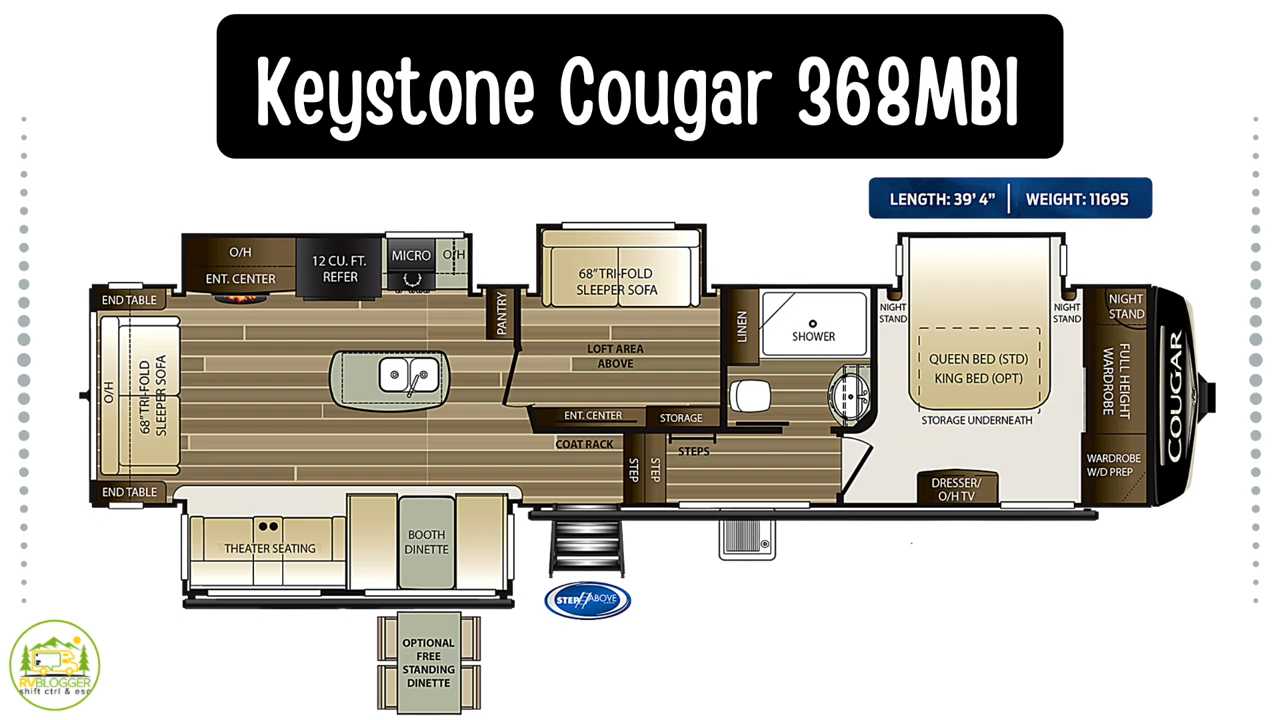 Keystone Cougar 368MBI
LENGTH: 39' 4" | WEIGHT: 11695
O/H
ENT. CENTER
12 CU. FT.
REFER
MICRO
O/H
68" TRI-FOLD
SLEEPER SOFA
END TABLE
O/H
68" TRI-FOLD
SLEEPER SOFA
END TABLE
PANTRY
LOFT AREA
ABOVE
ENT. CENTER
STORAGE
COAT RACK
STEP
STEP
STEPS
LINEN
SHOWER
NIGHT
STAND
NIGHT
STAND
QUEEN BED (STD)
KING BED (OPT)
STORAGE UNDERNEATH
NIGHT
STAND
FULL HEIGHT
WARDROBE
WARDROBE
W/D PREP
DRESSER/
O/H TV
COUGAR
THEATER SEATING
BOOTH
DINETTE
STEP ABOVE
OPTIONAL
FREE
STANDING
DINETTE
RVBLOGGER
shift ctrl & esc